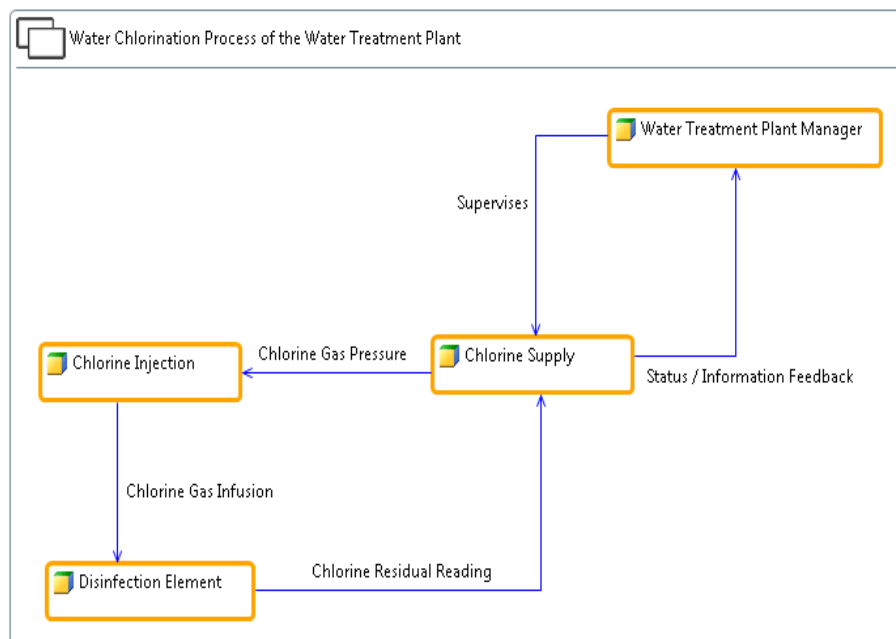 Water Chlorination Process of the Water Treatment Plant
Water Treatment Plant Manager
Supervises
Chlorine Injection
Chlorine Gas Pressure
Chlorine Supply
Status / Information Feedback
Chlorine Gas Infusion
Disinfection Element
Chlorine Residual Reading